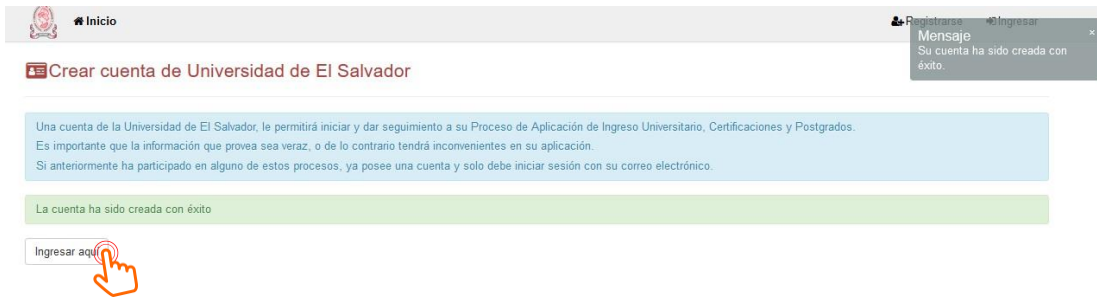 Inicio
Registrarse Ingresar
Mensaje ×
Su cuenta ha sido creada con
éxito.
Crear cuenta de Universidad de El Salvador
Una cuenta de la Universidad de El Salvador, le permitirá iniciar y dar seguimiento a su Proceso de Aplicación de Ingreso Universitario, Certificaciones y Postgrados.
Es importante que la información que provea sea veraz, o de lo contrario tendrá inconvenientes en su aplicación.
Si anteriormente ha participado en alguno de estos procesos, ya posee una cuenta y solo debe iniciar sesión con su correo electrónico.
La cuenta ha sido creada con éxito
Ingresar aquí